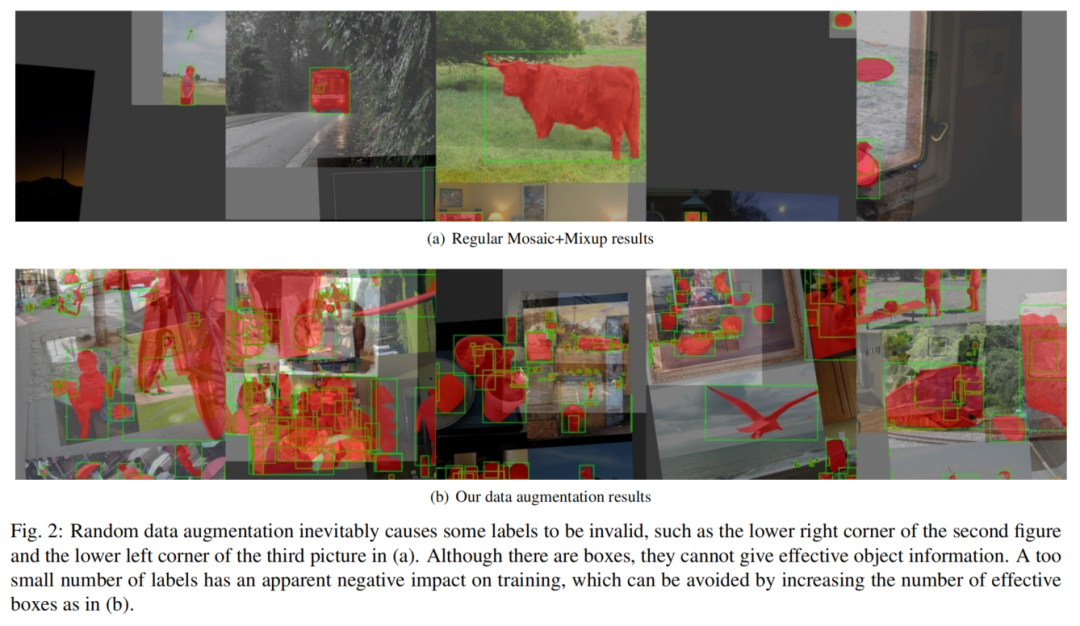 (a) Regular Mosaic+Mixup results
(b) Our data augmentation results
Fig. 2: Random data augmentation inevitably causes some labels to be invalid, such as the lower right corner of the second figure
and the lower left corner of the third picture in (a). Although there are boxes, they cannot give effective object information. A too
small number of labels has an apparent negative impact on training, which can be avoided by increasing the number of effective
boxes as in (b).